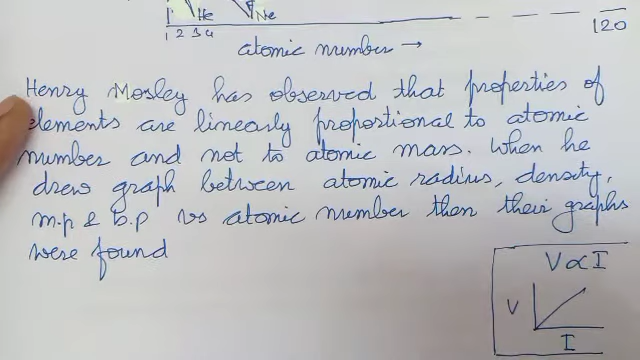 He Ne
1 2 3 4 120
atomic number →
Henry Mosley has observed that properties of
elements are linearly proportional to atomic
number and not to atomic mass. When he
drew graph between atomic radius, density,
m.p & b.p vs atomic number then their graphs
were found
V ∝ I
V
I